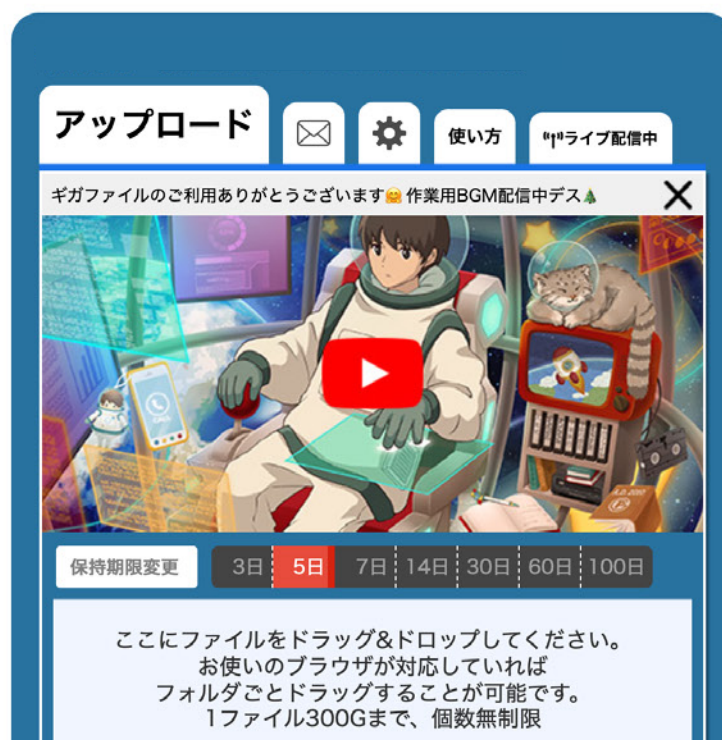 アップロード
使い方
ライブ配信中
ギガファイルのご利用ありがとうございます🤗 作業用BGM配信中デス🎄
保持期限変更
3日 5日 7日 14日 30日 60日 100日
ここにファイルをドラッグ&ドロップしてください。
お使いのブラウザが対応していれば
フォルダごとドラッグすることが可能です。
1ファイル300Gまで、個数無制限